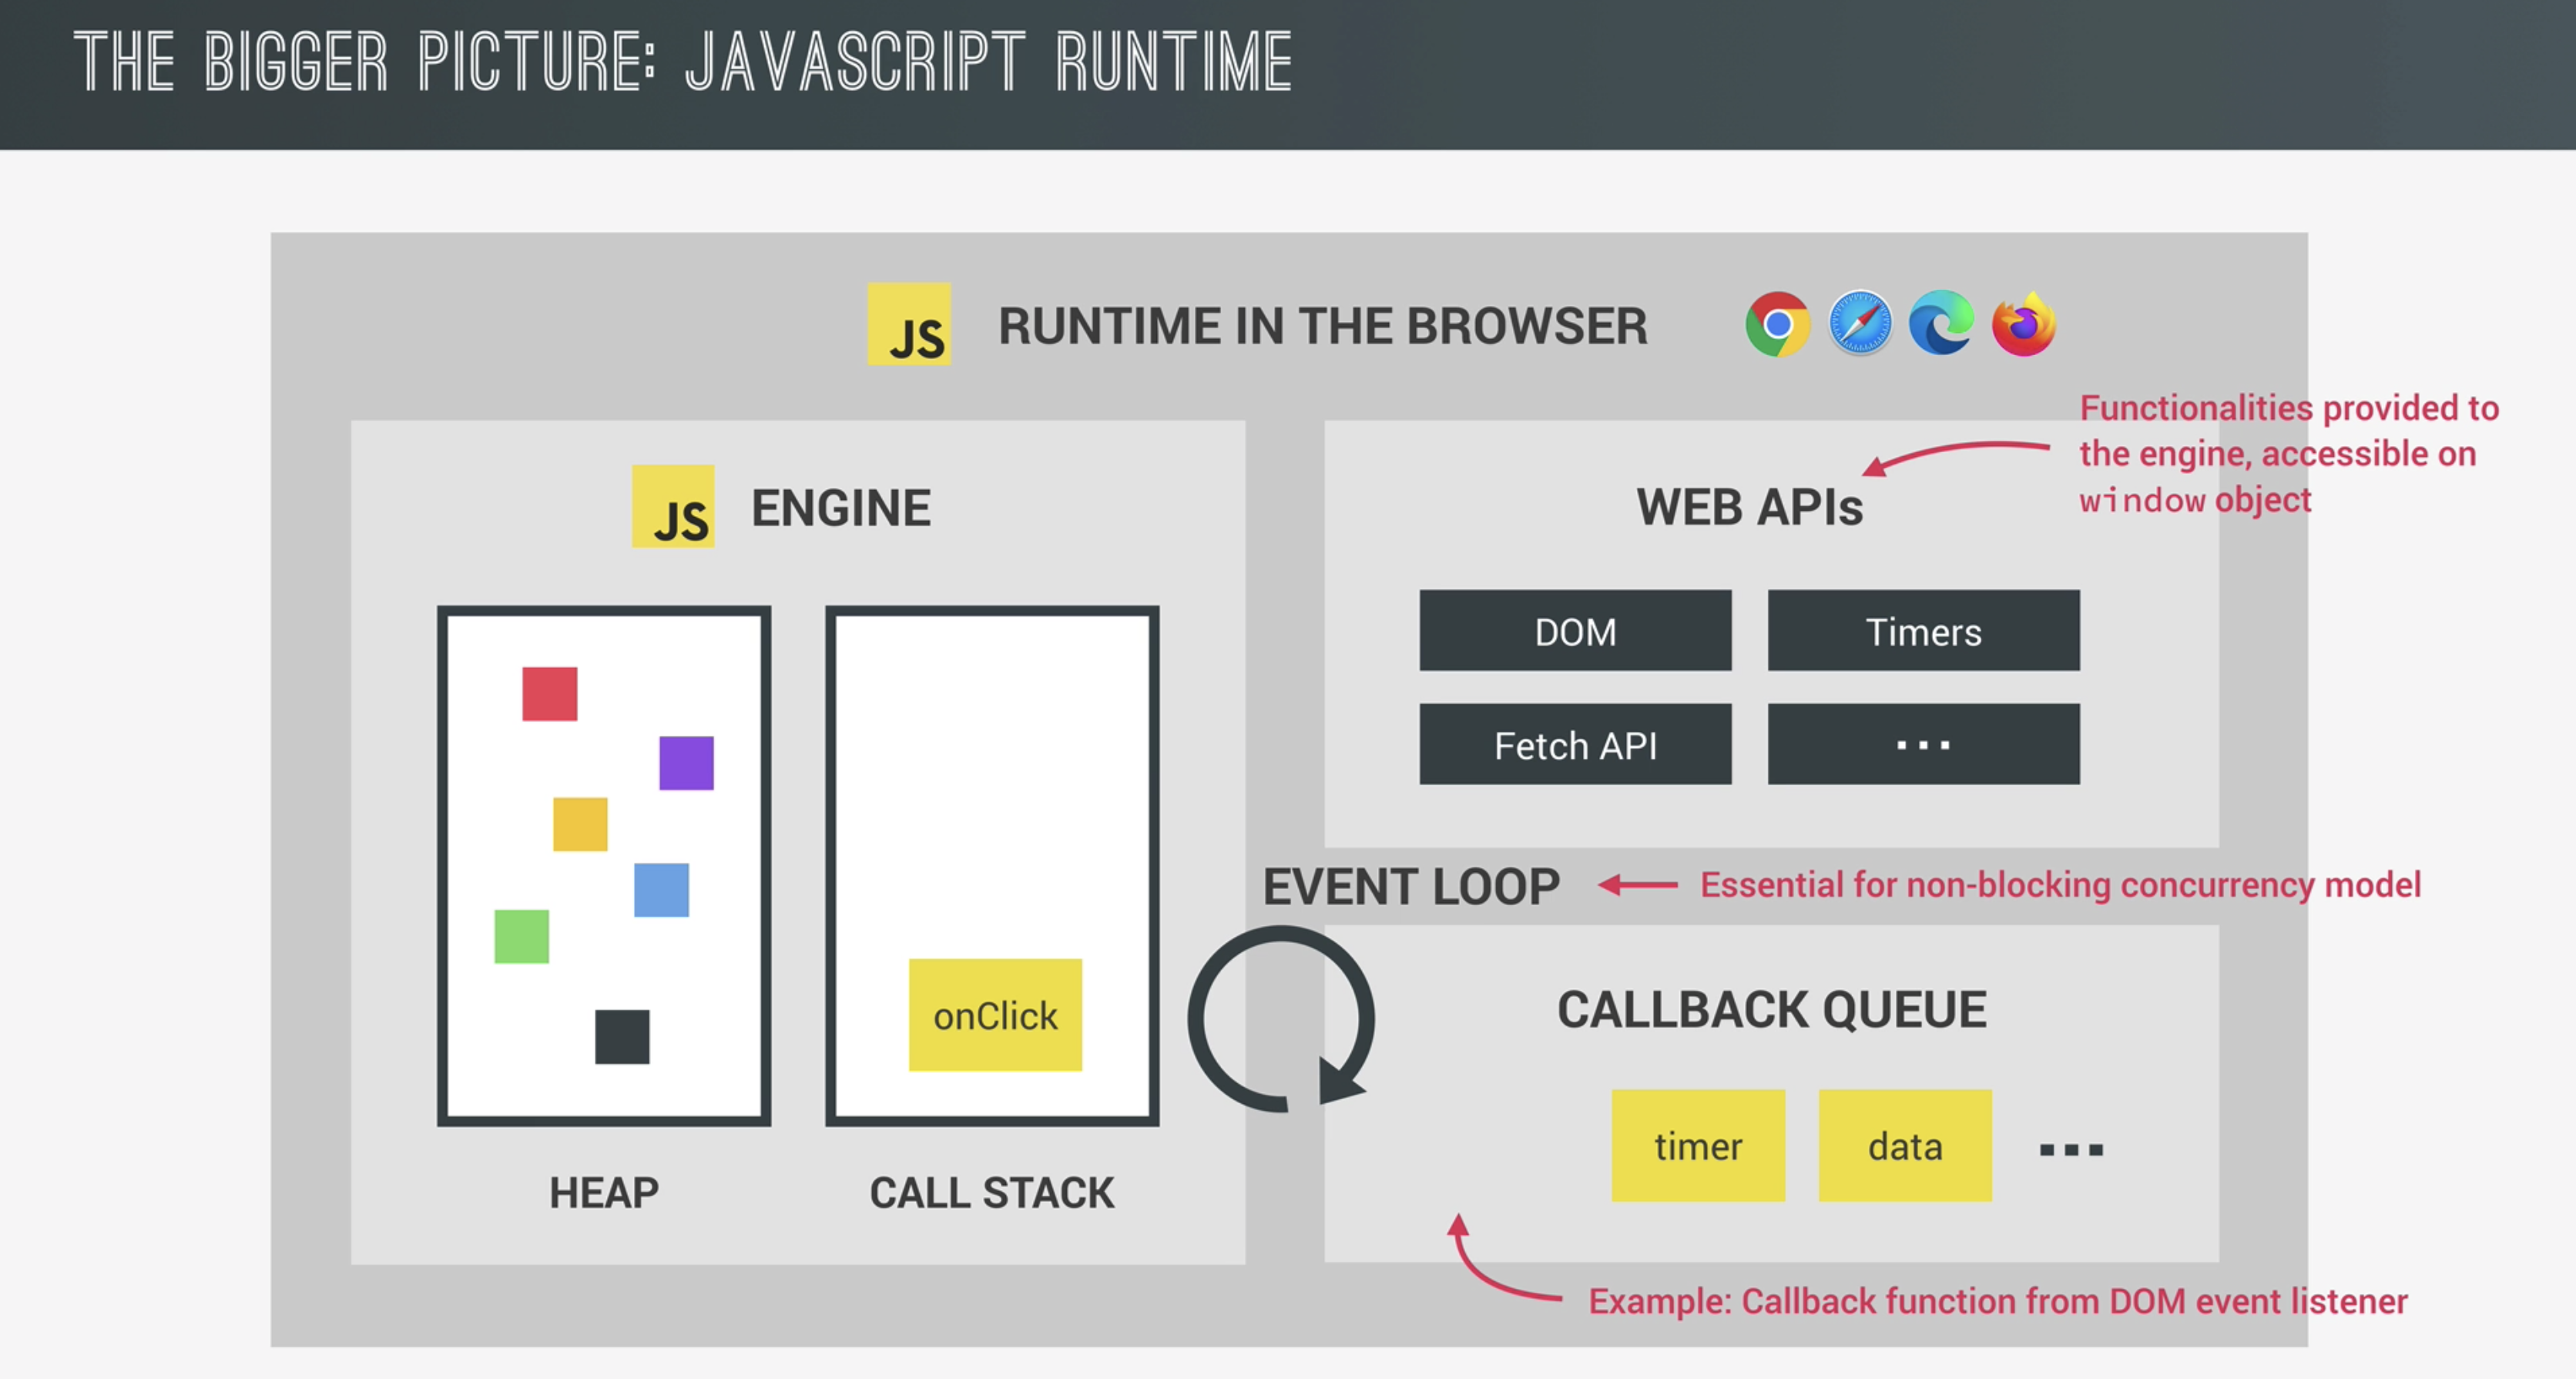 THE BIGGER PICTURE: JAVASCRIPT RUNTIME
JS RUNTIME IN THE BROWSER
Functionalities provided to
the engine, accessible on
window object
JS ENGINE
WEB APIs
DOM
Timers
Fetch API
...
EVENT LOOP
Essential for non-blocking concurrency model
onClick
HEAP
CALL STACK
CALLBACK QUEUE
timer
data
...
Example: Callback function from DOM event listener